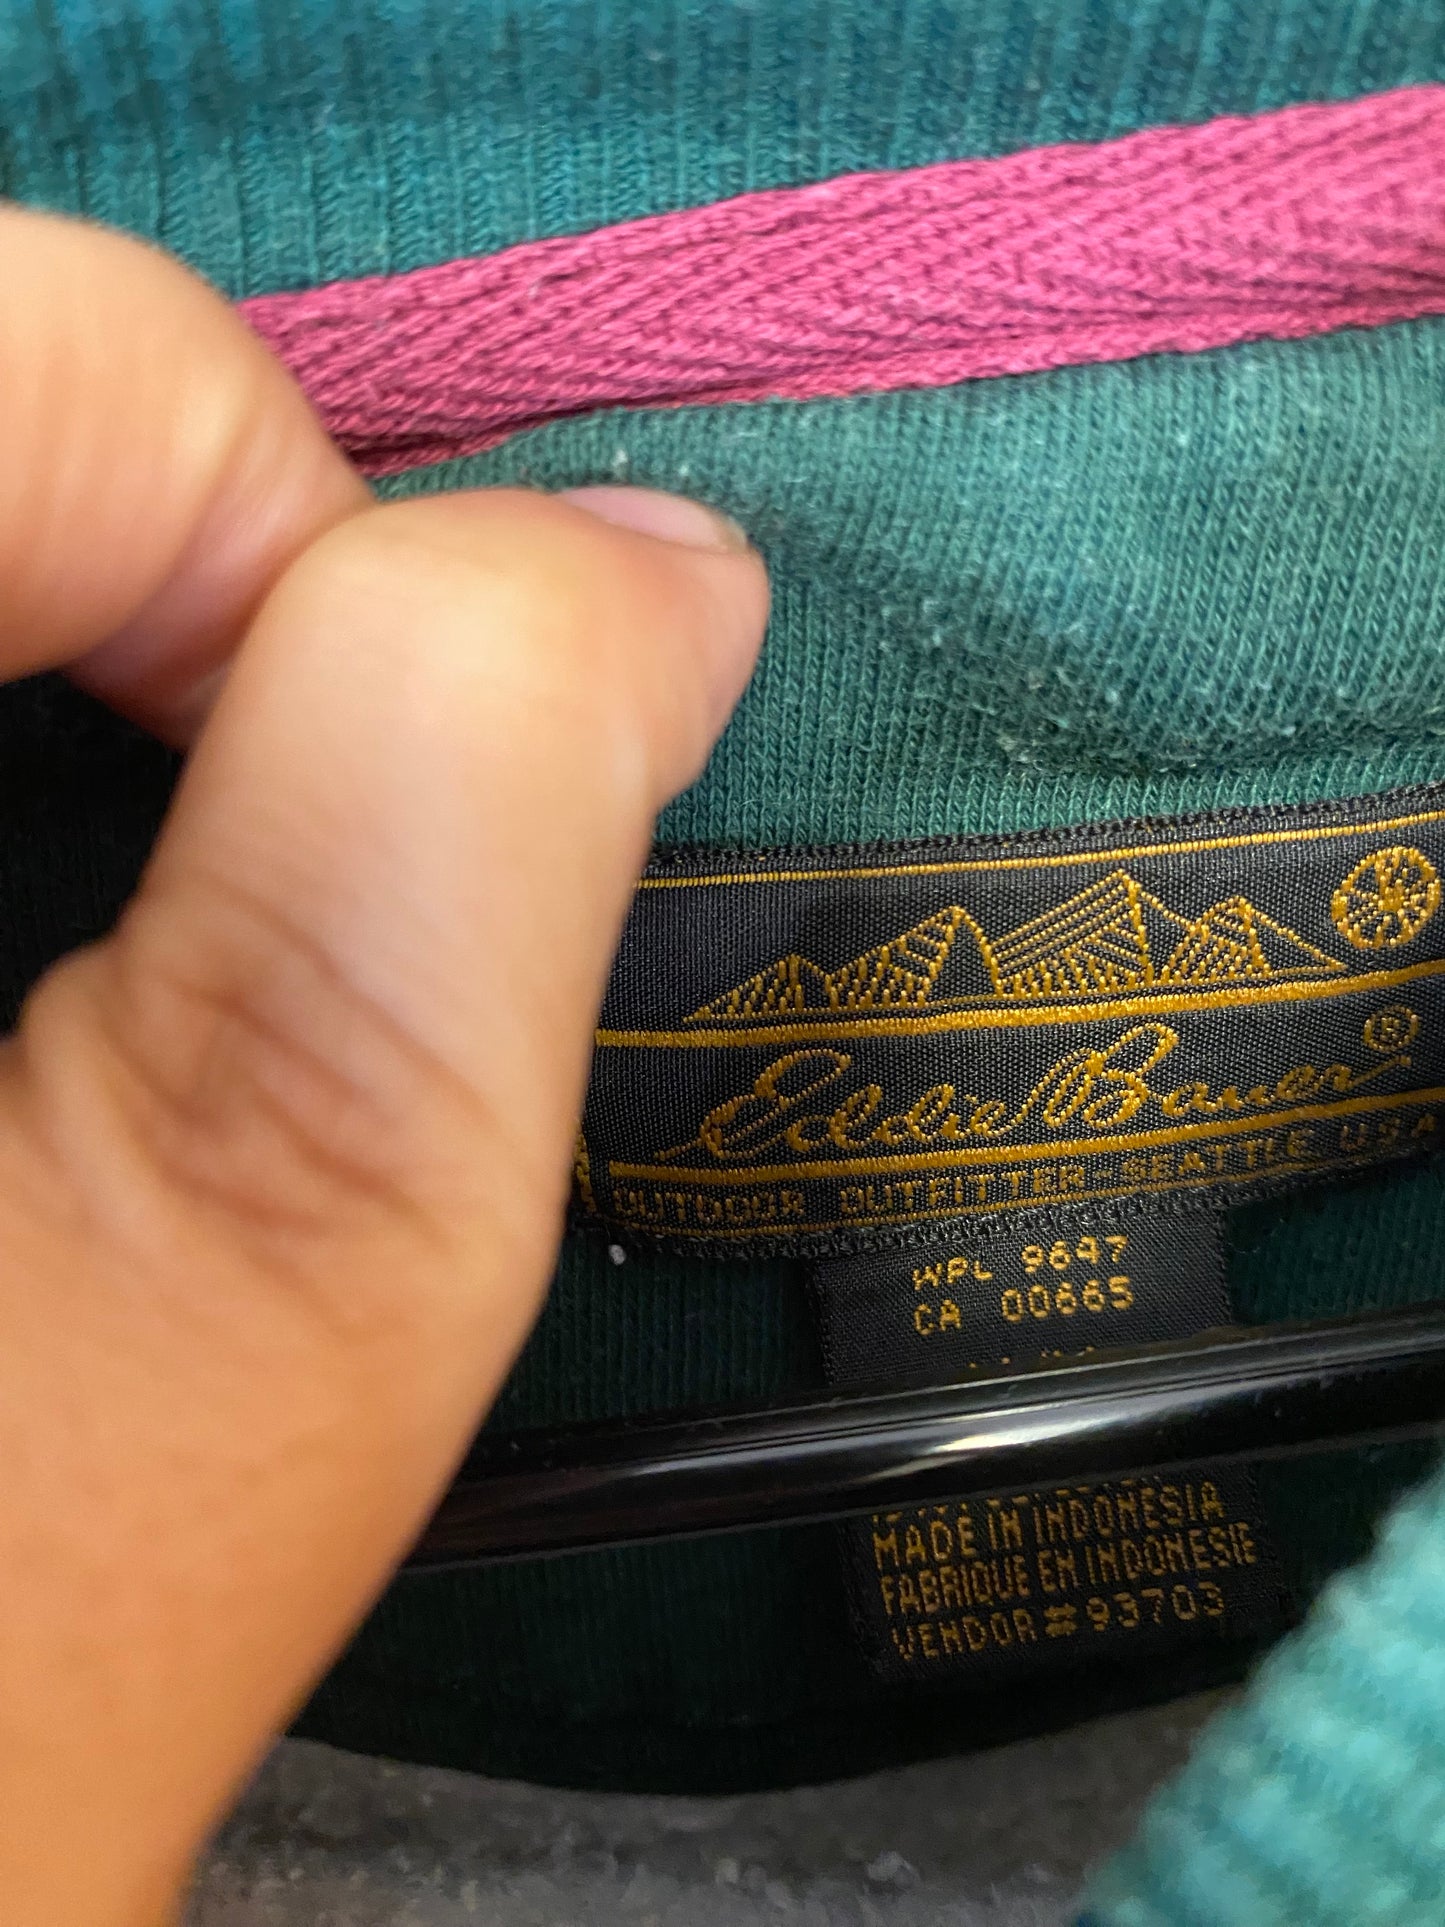 Eddie Bauer ®
OUTDOOR OUTFITTER SEATTLE USA
WPL 9647
CA 00665
MADE IN INDONESIA
FABRIQUE EN INDONESIE
VENDOR # 93703